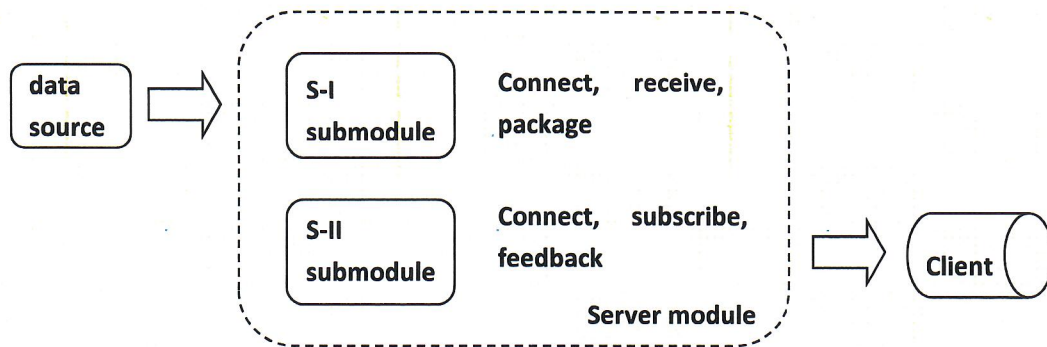 data
source
S-I
submodule
Connect, receive,
package
S-II
submodule
Connect, subscribe,
feedback
Server module
Client